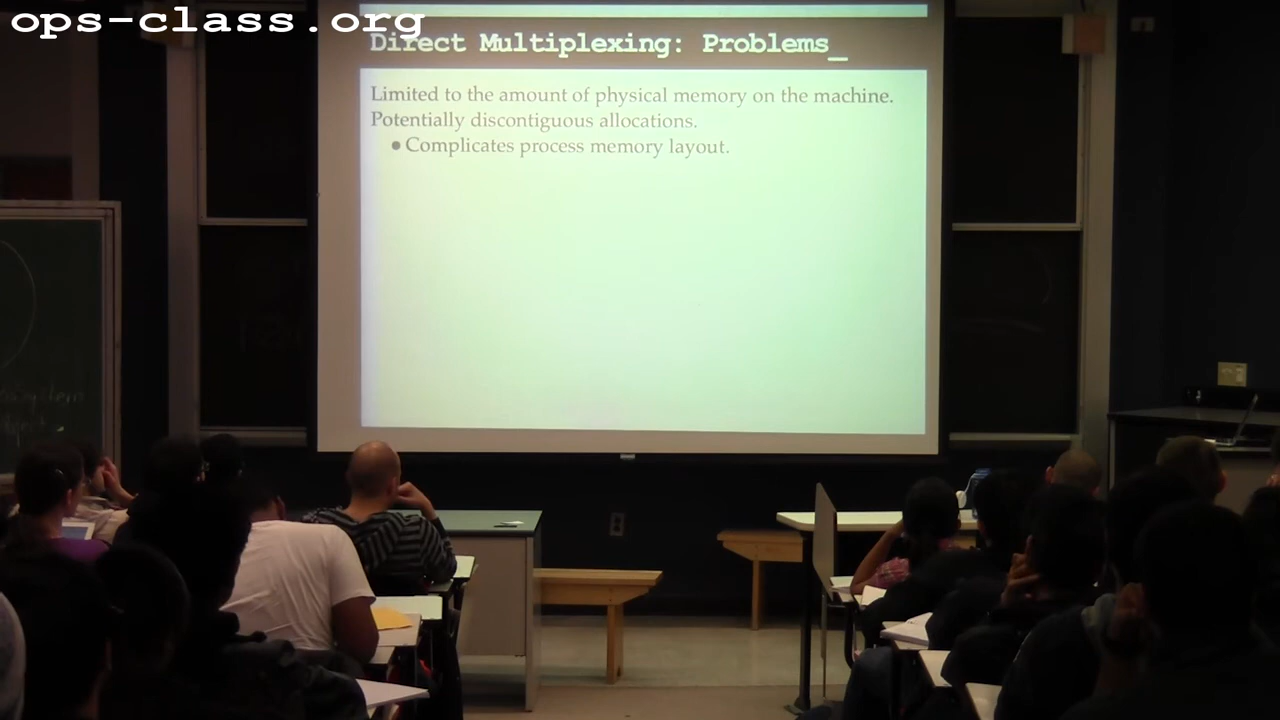 ops-class.org
Direct Multiplexing: Problems_
Limited to the amount of physical memory on the machine.
Potentially discontiguous allocations.
• Complicates process memory layout.